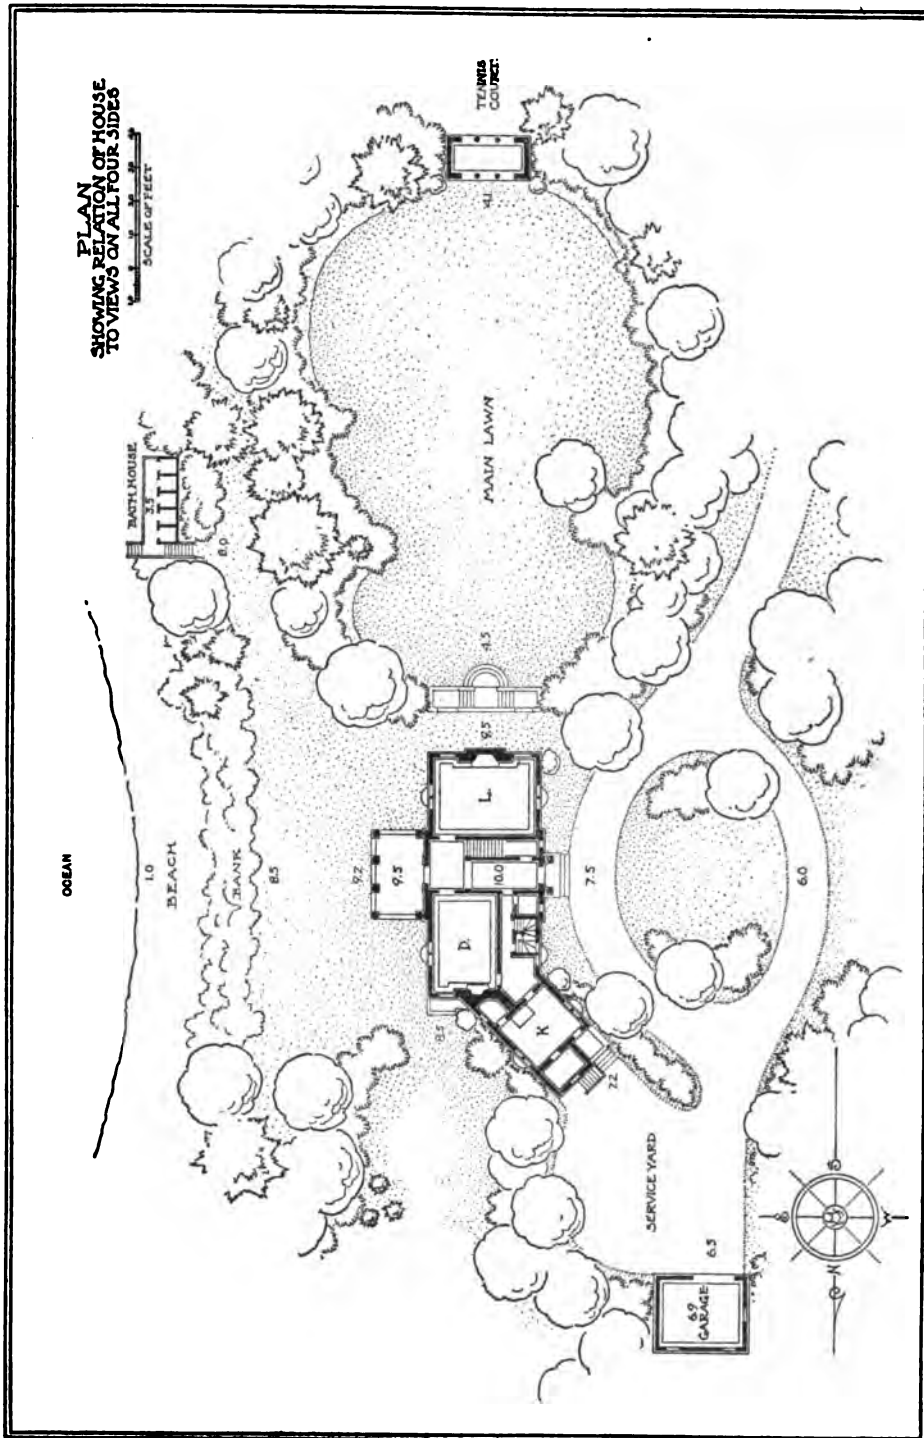 PLAN
SHOWING RELATION OF HOUSE
TO VIEWS ON ALL FOUR SIDES
SCALE OF FEET
OCEAN
1.0
BEACH
BANK
8.5
BATH HOUSE
3.5
8.0
TENNIS
COURT.
MAIN LAWN
4.5
9.5
9.2
9.5
L.
10.0
D.
K
8.5
7.2
7.5
6.0
SERVICE YARD
6.5
6.9
GARAGE
N
S
E
W